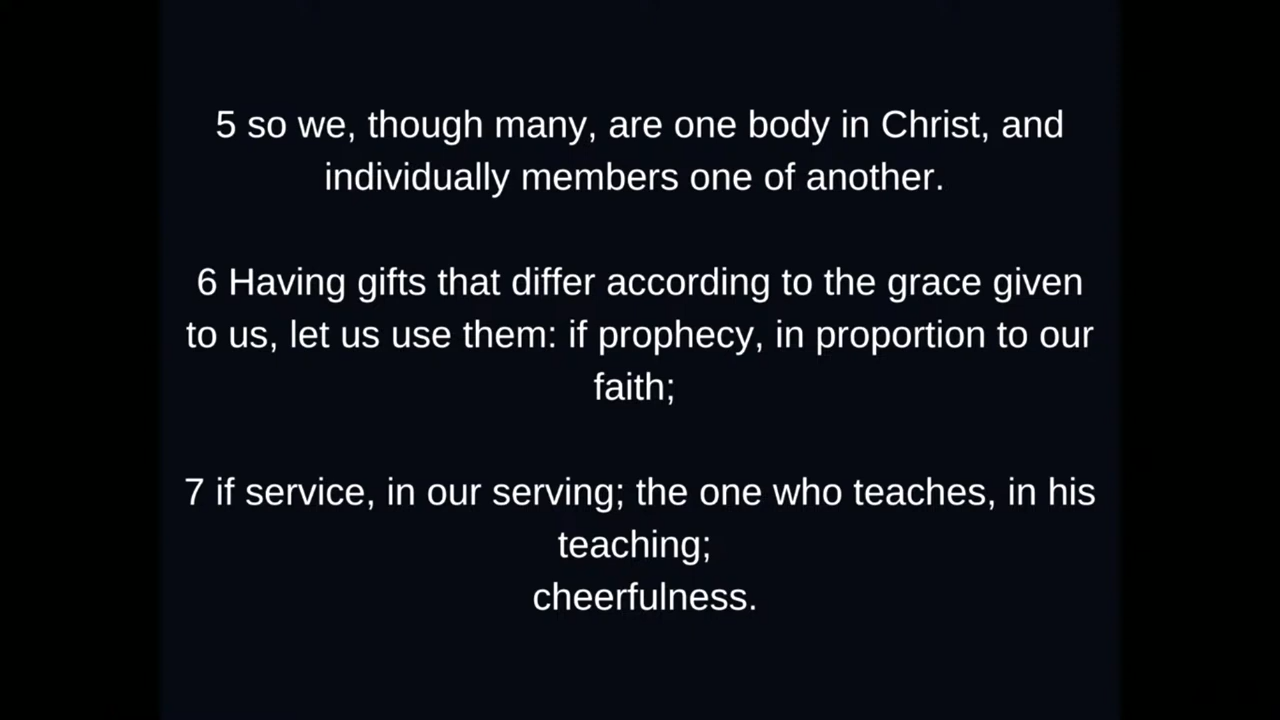 5 so we, though many, are one body in Christ, and
individually members one of another.
6 Having gifts that differ according to the grace given
to us, let us use them: if prophecy, in proportion to our
faith;
7 if service, in our serving; the one who teaches, in his
teaching;
cheerfulness.